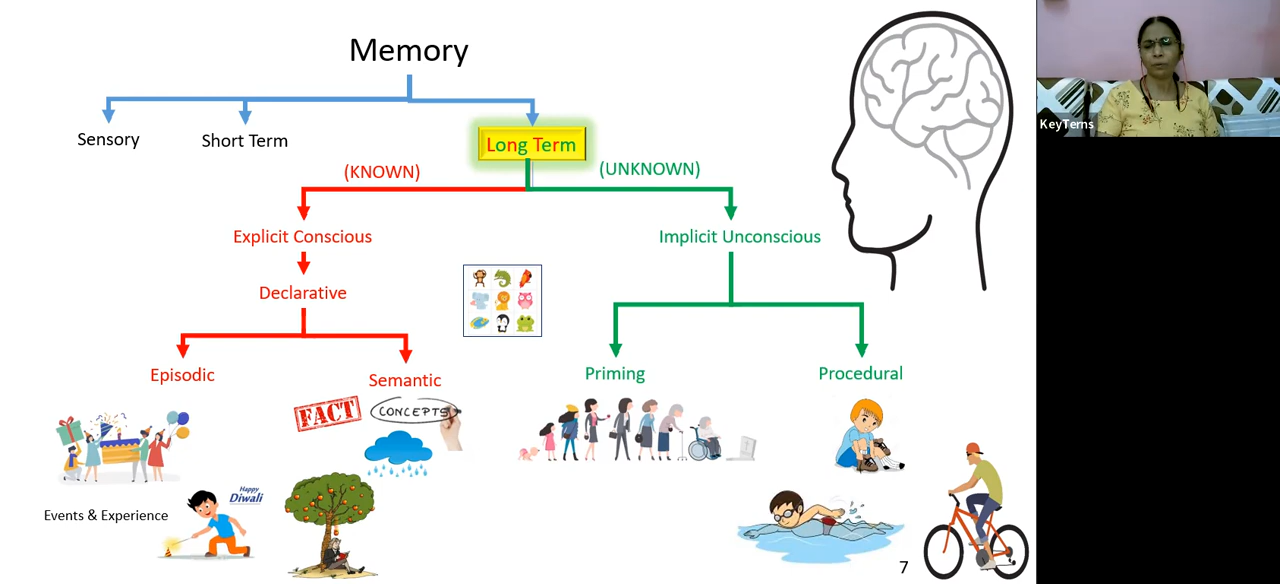 Memory
Sensory
Short Term
Long Term
(KNOWN)
(UNKNOWN)
Explicit Conscious
Implicit Unconscious
Declarative
Episodic
Semantic
Priming
Procedural
FACT
CONCEPTS
Happy
Diwali
Events & Experience
7
KeyTerns